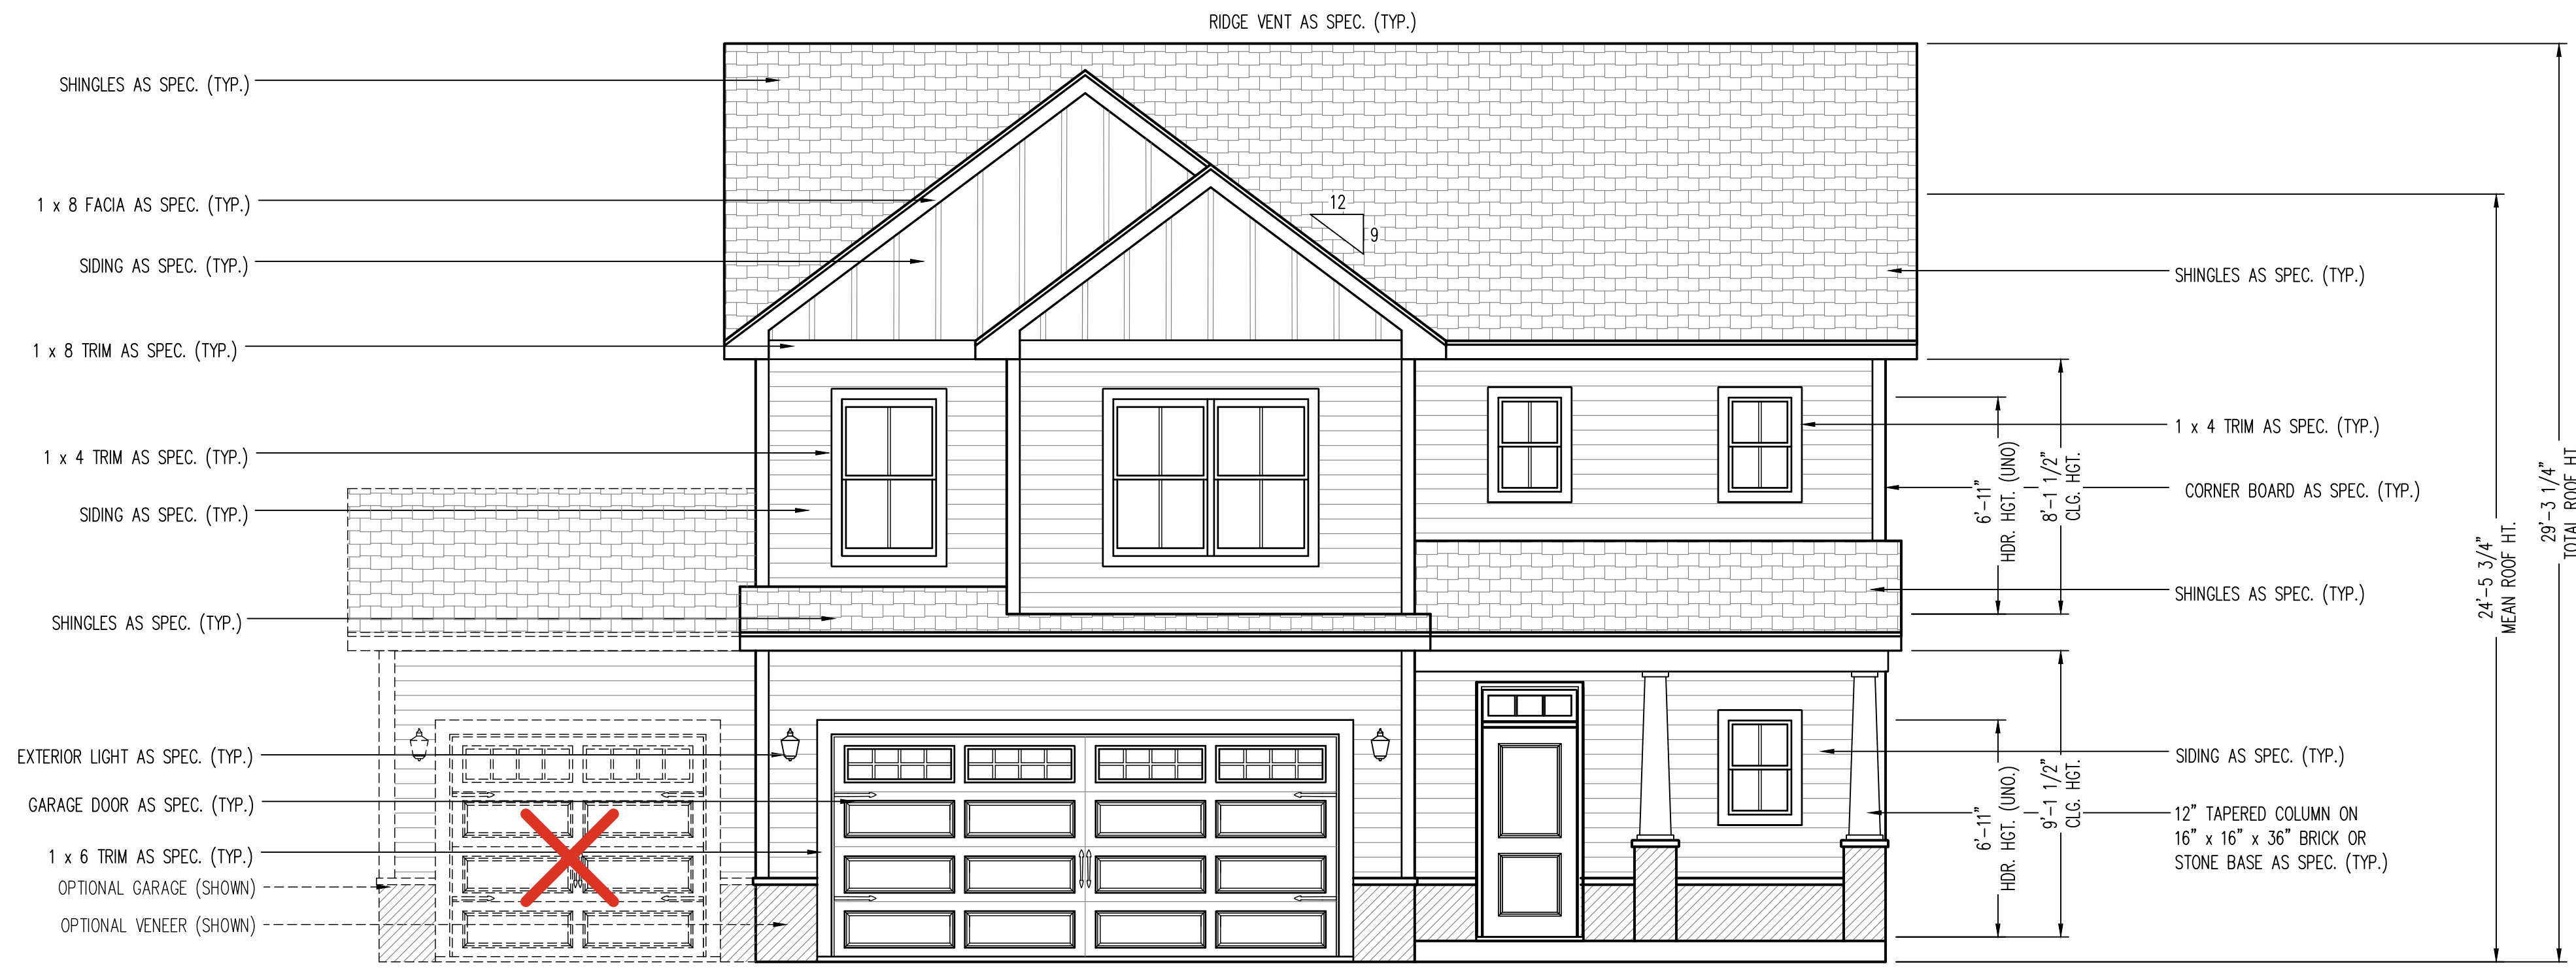 RIDGE VENT AS SPEC. (TYP.)
SHINGLES AS SPEC. (TYP.)
1 x 8 FACIA AS SPEC. (TYP.)
SIDING AS SPEC. (TYP.)
1 x 8 TRIM AS SPEC. (TYP.)
1 x 4 TRIM AS SPEC. (TYP.)
SIDING AS SPEC. (TYP.)
SHINGLES AS SPEC. (TYP.)
EXTERIOR LIGHT AS SPEC. (TYP.)
GARAGE DOOR AS SPEC. (TYP.)
1 x 6 TRIM AS SPEC. (TYP.)
OPTIONAL GARAGE (SHOWN)
OPTIONAL VENEER (SHOWN)
12
9
SHINGLES AS SPEC. (TYP.)
1 x 4 TRIM AS SPEC. (TYP.)
CORNER BOARD AS SPEC. (TYP.)
SHINGLES AS SPEC. (TYP.)
SIDING AS SPEC. (TYP.)
12" TAPERED COLUMN ON
16" x 16" x 36" BRICK OR
STONE BASE AS SPEC. (TYP.)
6'-11"
HDR. HGT. (UNO)
8'-1 1/2"
CLG. HGT.
6'-11"
HDR. HGT. (UNO.)
9'-1 1/2"
CLG. HGT.
24'-5 3/4"
MEAN ROOF HT.
29'-3 1/4"
TOTAL ROOF HT